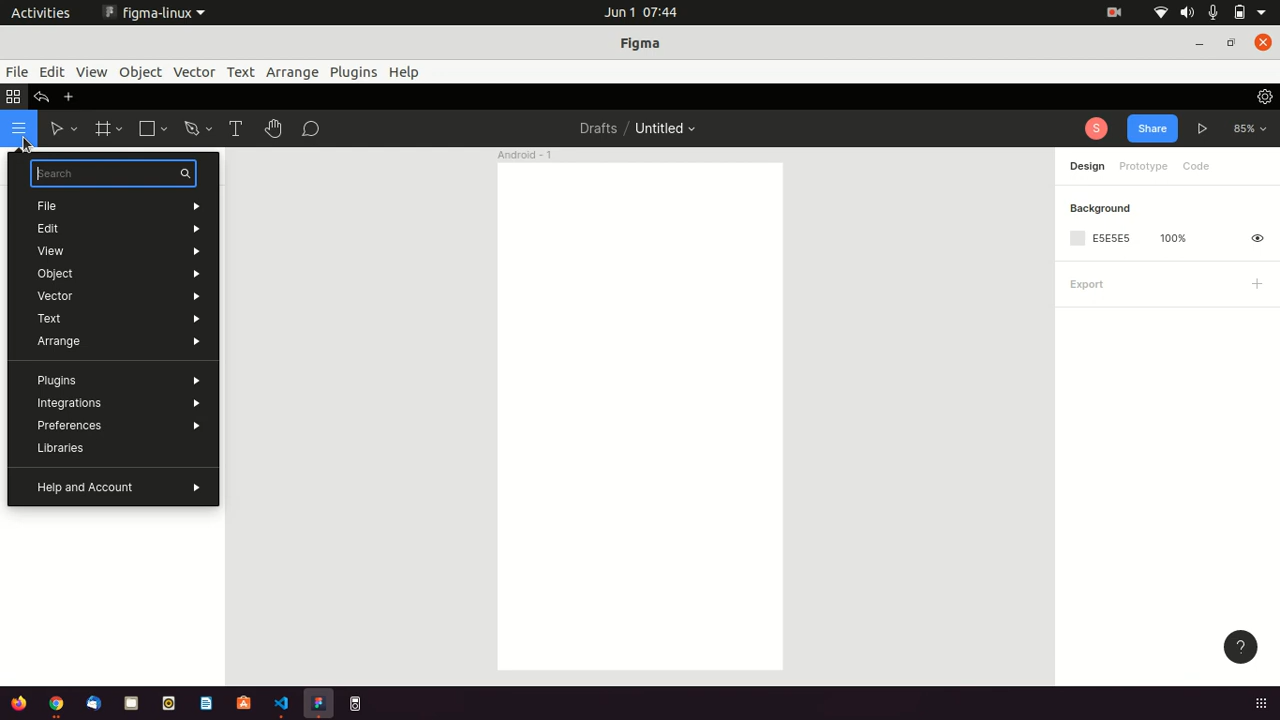 Activities
figma-linux
Jun 1 07:44
Figma
File Edit View Object Vector Text Arrange Plugins Help
Drafts / Untitled
S
Share
85%
Search
File
Edit
View
Object
Vector
Text
Arrange
Plugins
Integrations
Preferences
Libraries
Help and Account
Android - 1
Design Prototype Code
Background
E5E5E5 100%
Export
?